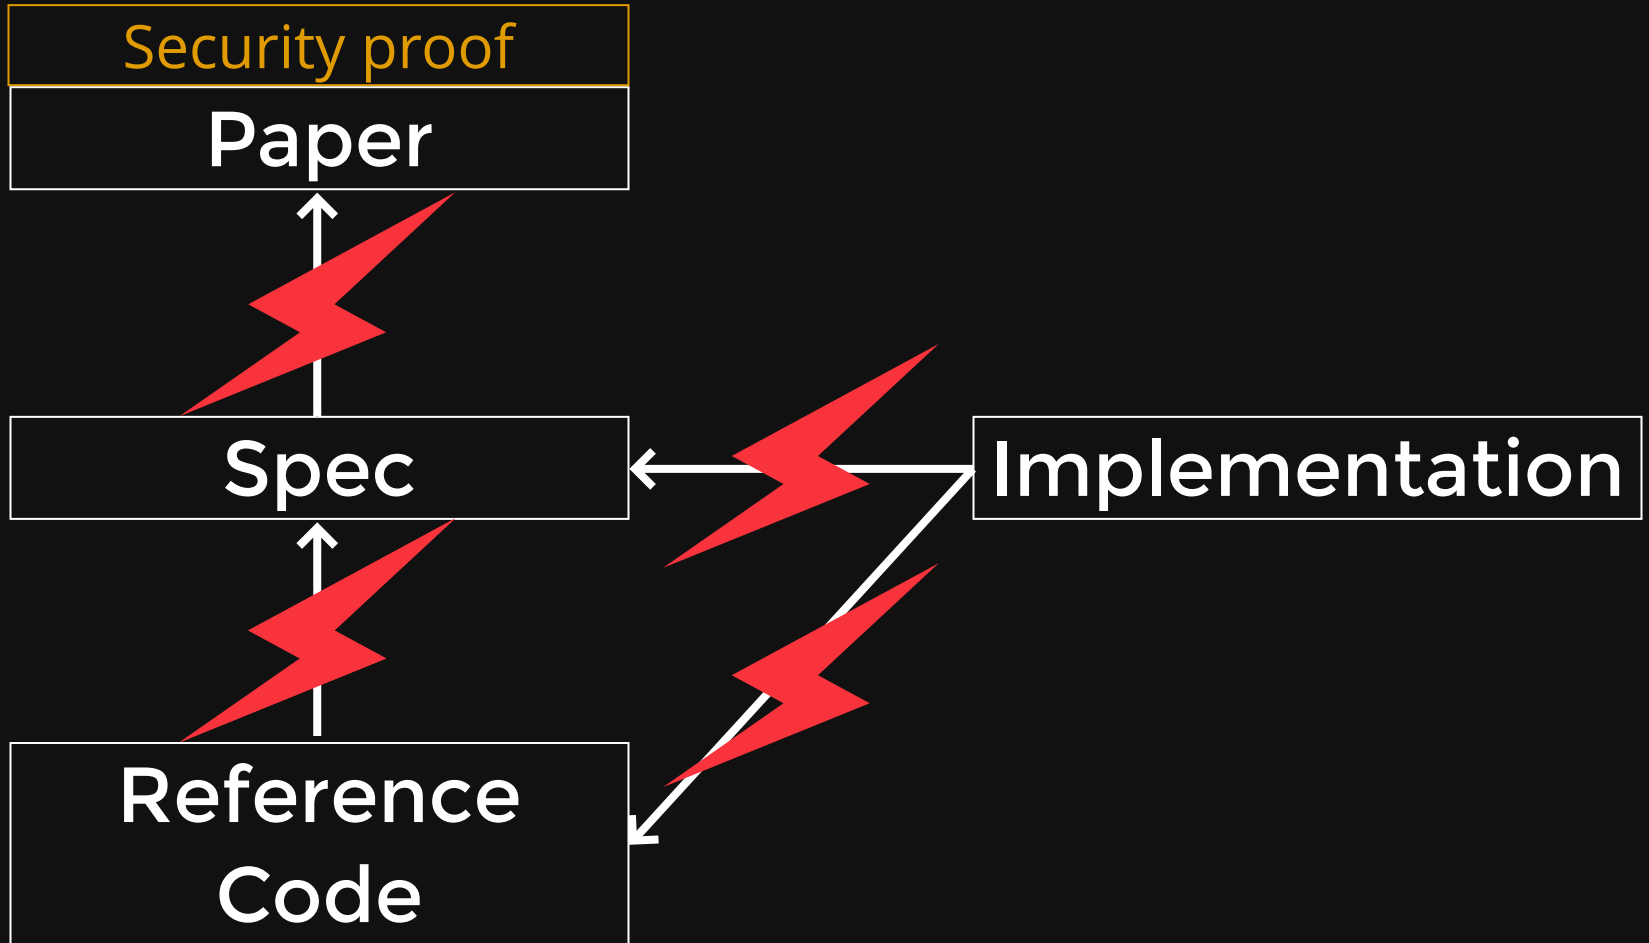 Security proof
Paper
Spec
Implementation
Reference
Code